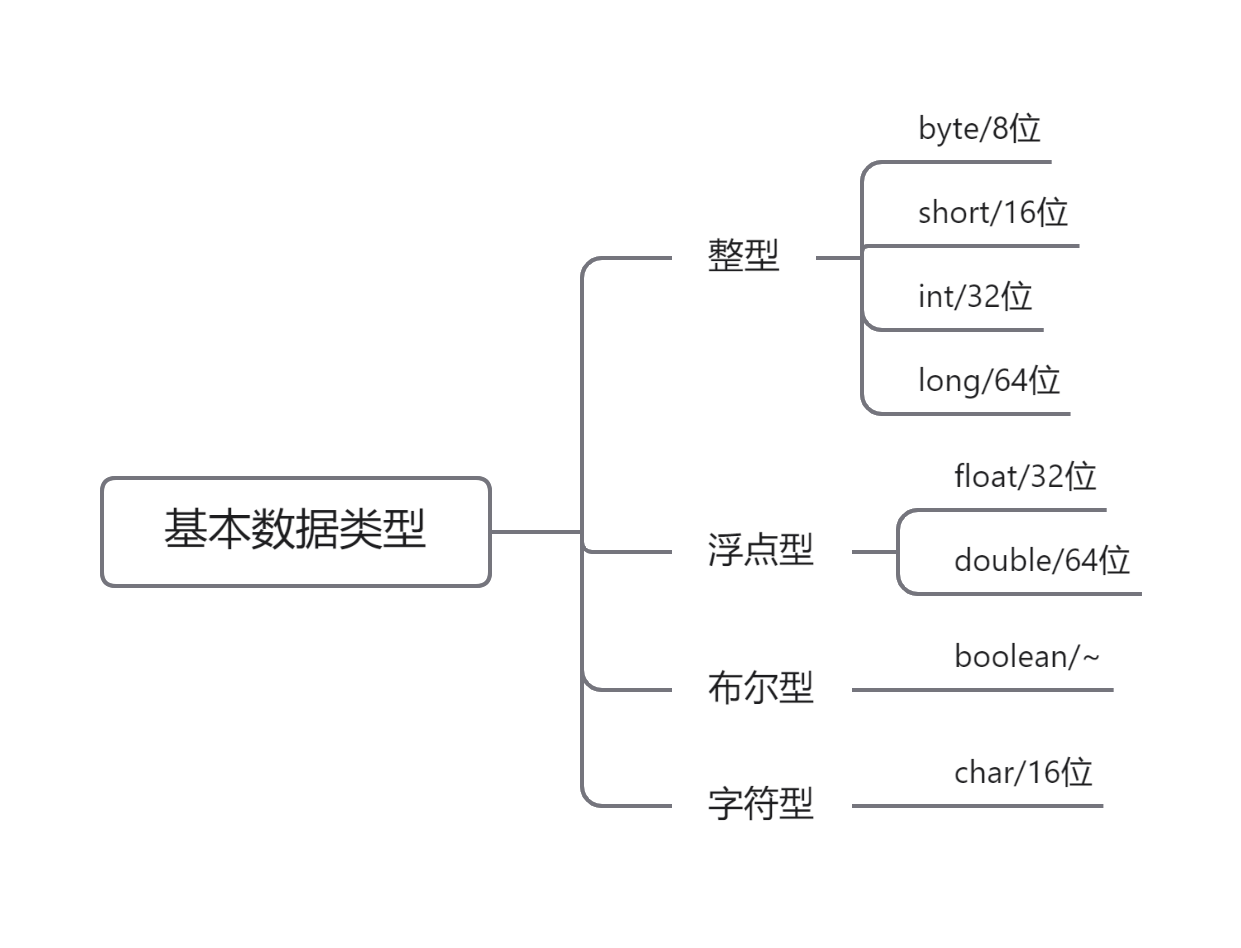 基本数据类型
整型
byte/8位
short/16位
int/32位
long/64位
浮点型
float/32位
double/64位
布尔型
boolean/~
字符型
char/16位